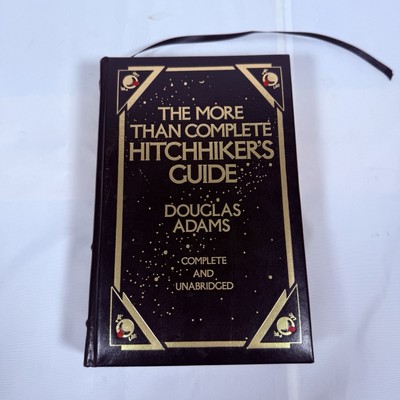 THE MORE
THAN COMPLETE
HITCHHIKER'S
GUIDE
DOUGLAS
ADAMS
COMPLETE
AND
UNABRIDGED